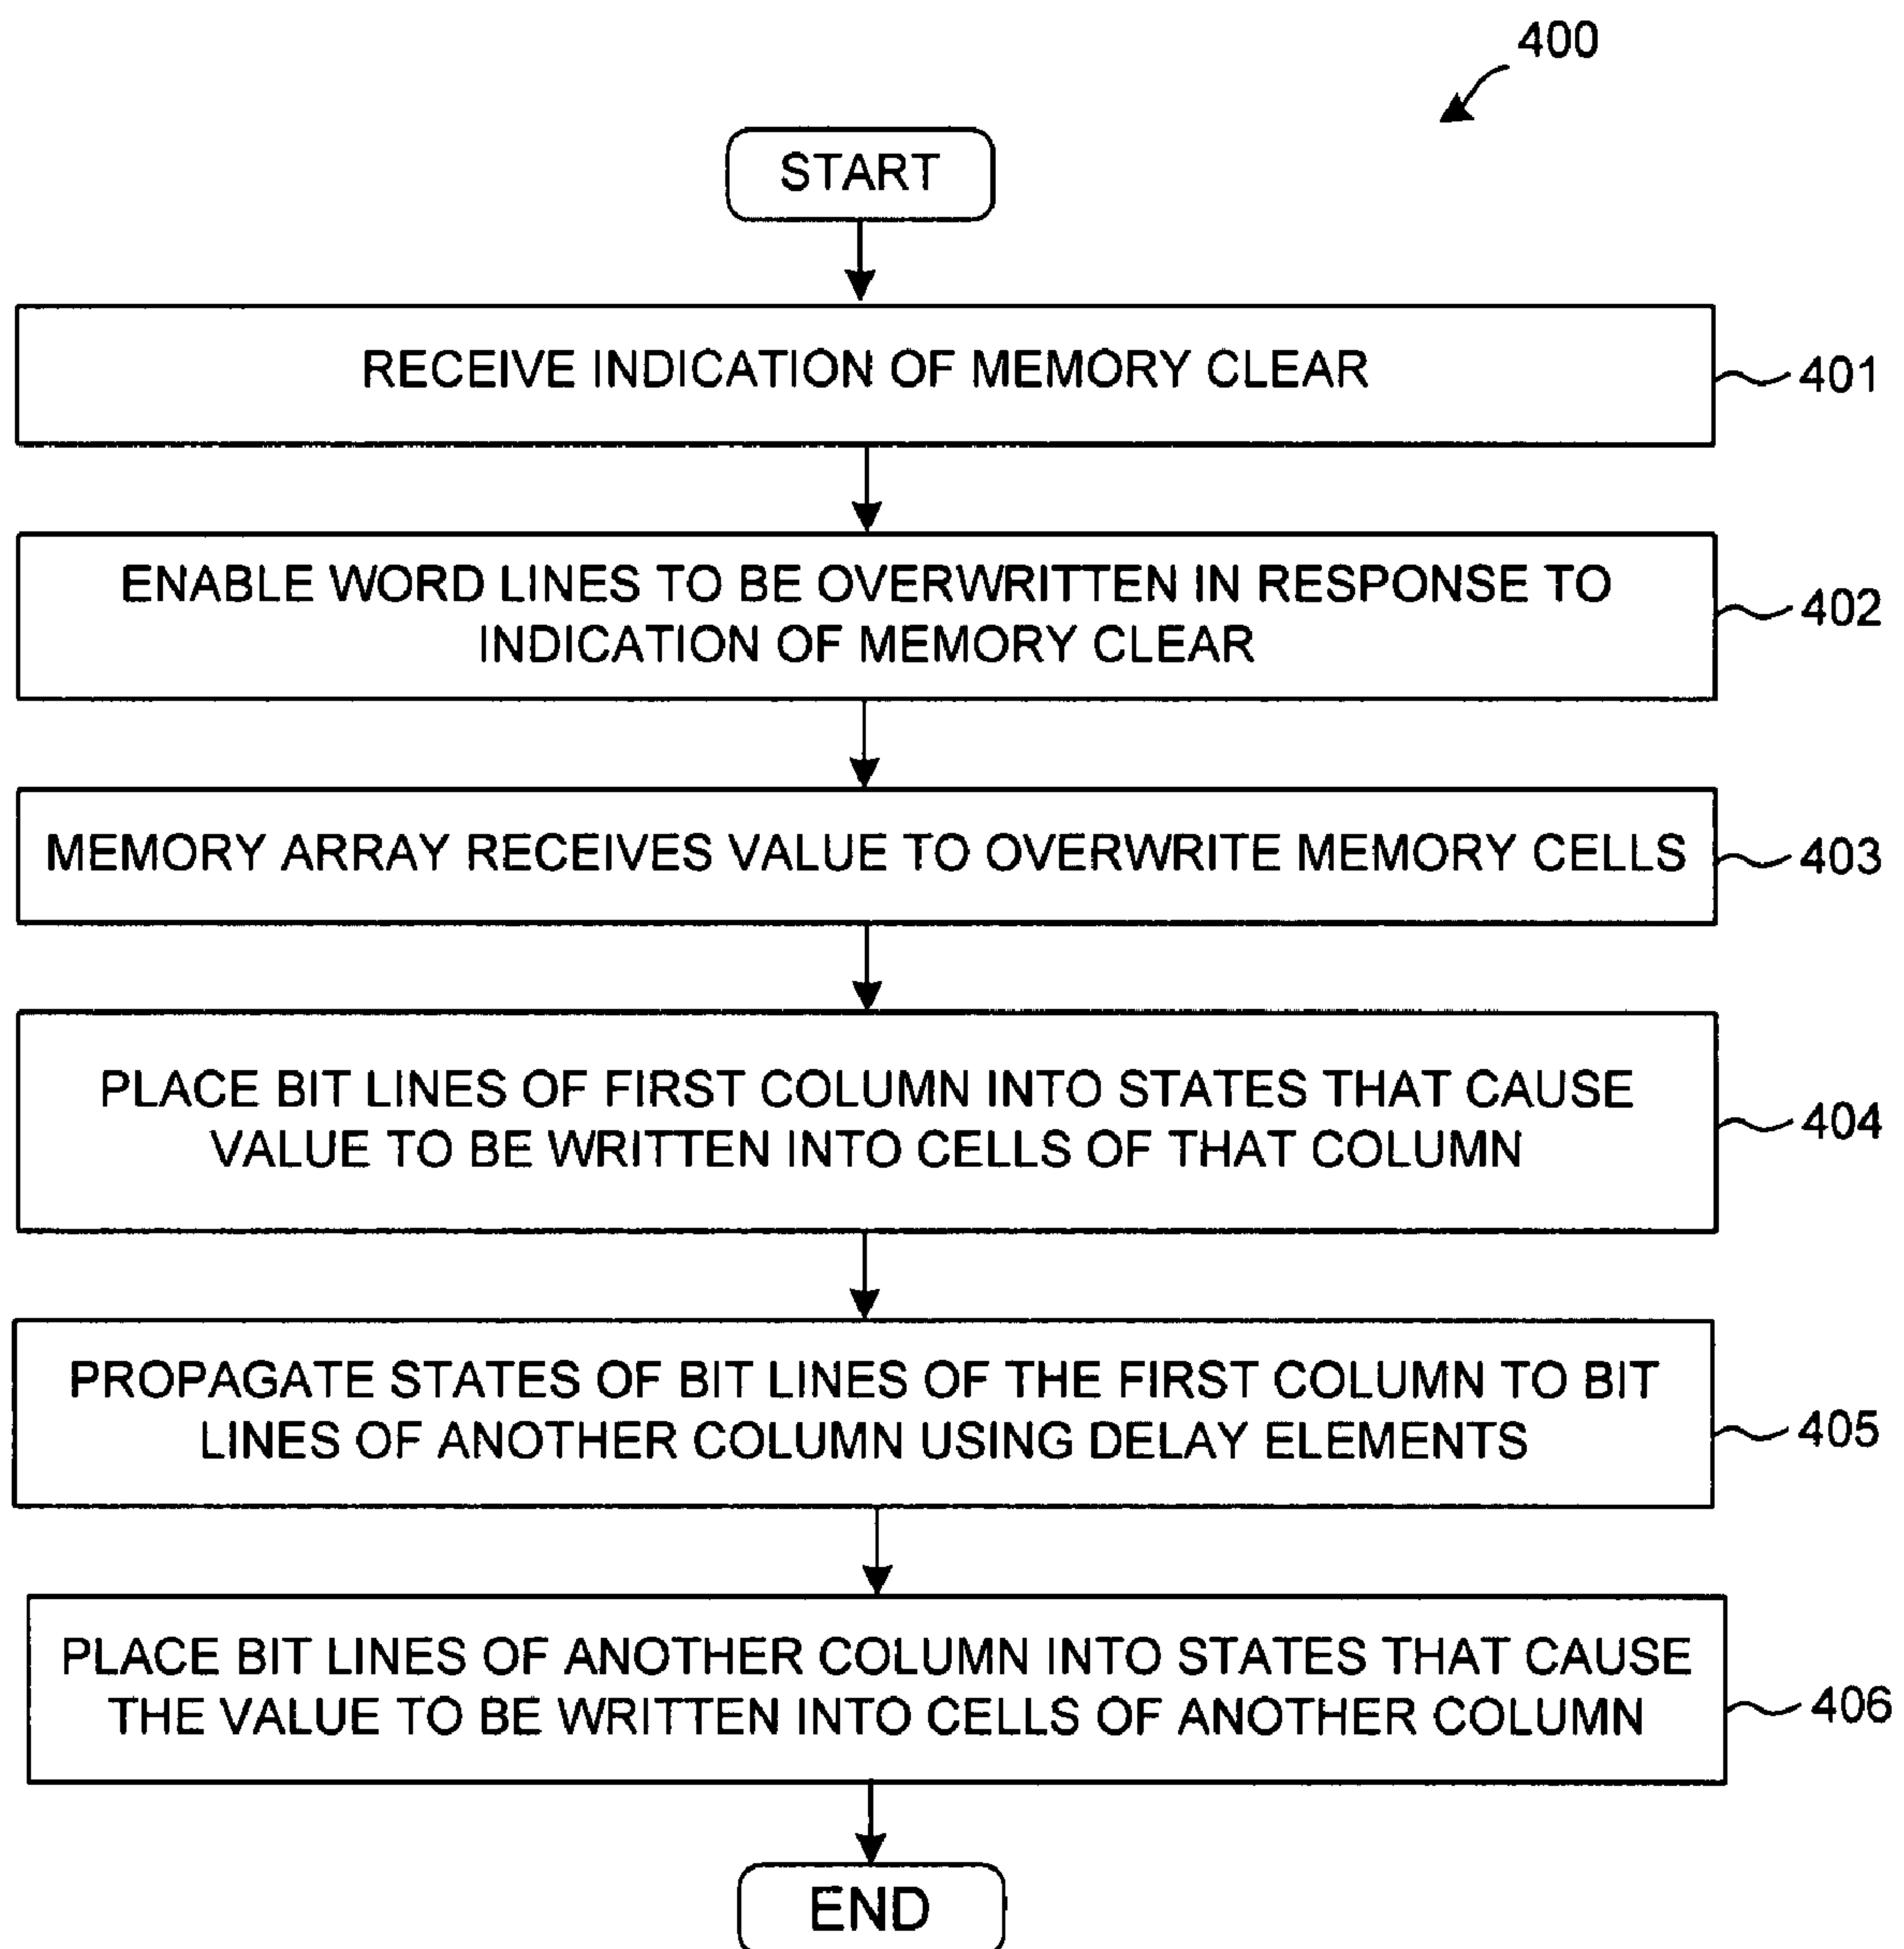 400
START
RECEIVE INDICATION OF MEMORY CLEAR
401
ENABLE WORD LINES TO BE OVERWRITTEN IN RESPONSE TO
INDICATION OF MEMORY CLEAR
402
MEMORY ARRAY RECEIVES VALUE TO OVERWRITE MEMORY CELLS
403
PLACE BIT LINES OF FIRST COLUMN INTO STATES THAT CAUSE
VALUE TO BE WRITTEN INTO CELLS OF THAT COLUMN
404
PROPAGATE STATES OF BIT LINES OF THE FIRST COLUMN TO BIT
LINES OF ANOTHER COLUMN USING DELAY ELEMENTS
405
PLACE BIT LINES OF ANOTHER COLUMN INTO STATES THAT CAUSE
THE VALUE TO BE WRITTEN INTO CELLS OF ANOTHER COLUMN
406
END